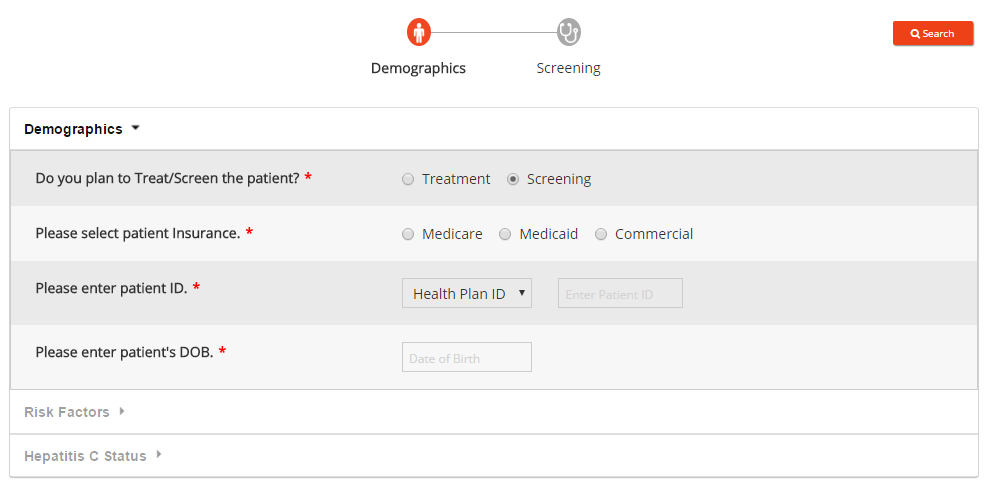 Search
Demographics Screening
Demographics
Do you plan to Treat/Screen the patient? * Treatment Screening
Please select patient Insurance. * Medicare Medicaid Commercial
Please enter patient ID. * Health Plan ID Enter Patient ID
Please enter patient's DOB. * Date of Birth
Risk Factors
Hepatitis C Status